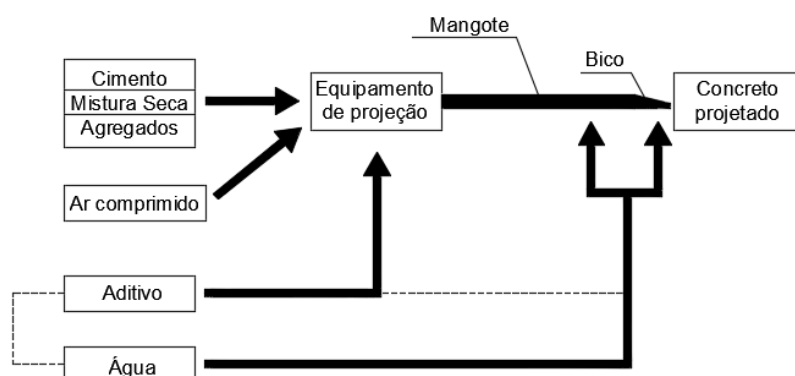 Mangote
Bico
Cimento
Mistura Seca
Agregados
Equipamento
de projeção
Concreto
projetado
Ar comprimido
Aditivo
Água